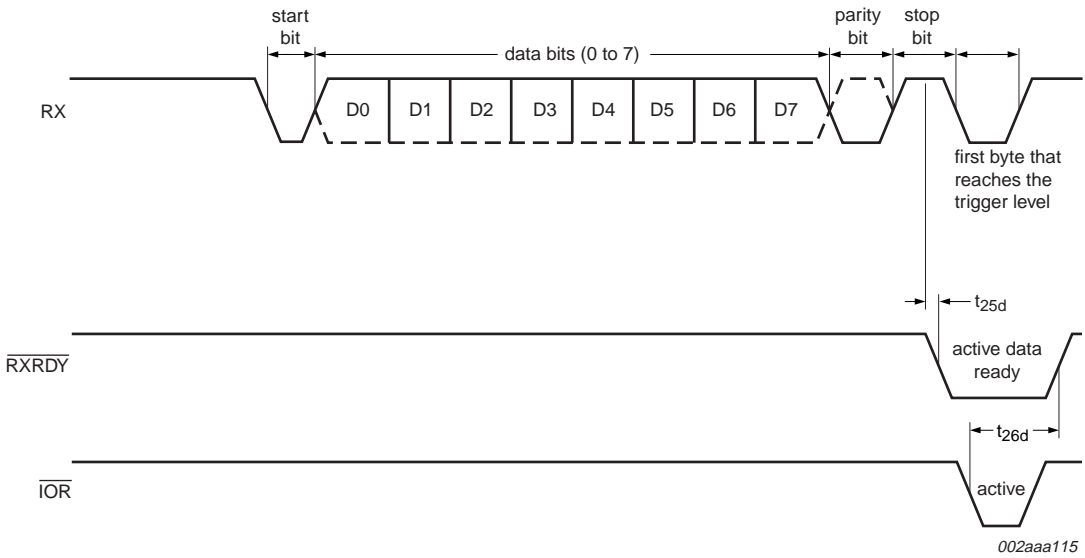 start
bit
data bits (0 to 7)
parity
bit
stop
bit
RX
D0 D1 D2 D3 D4 D5 D6 D7
first byte that
reaches the
trigger level
t25d
RXRDY
active data
ready
t26d
IOR
active
002aaa115